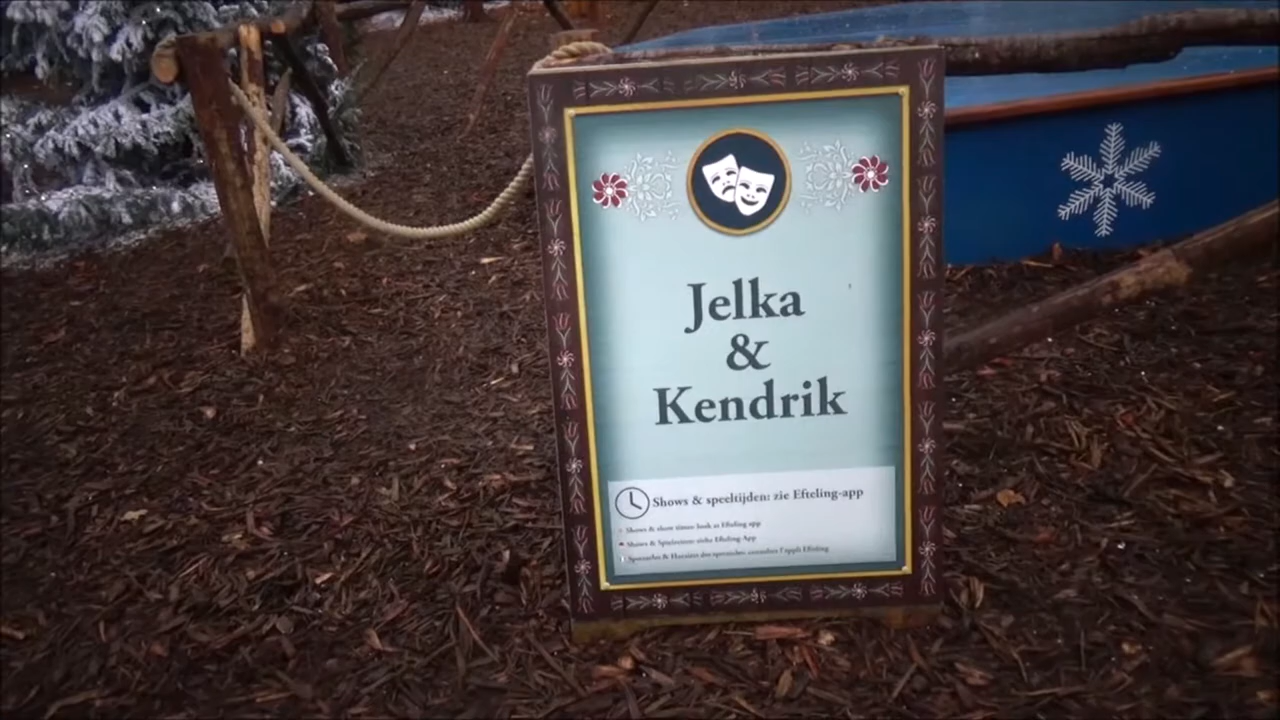 Jelka
&
Kendrik
Shows & speeltijden: zie Efteling-app
Shows & show times: look at Efteling app
Shows & Spielzeiten: siehe Efteling-App
Spectacles & Horaires des spectacles: consultez l'appli Efteling